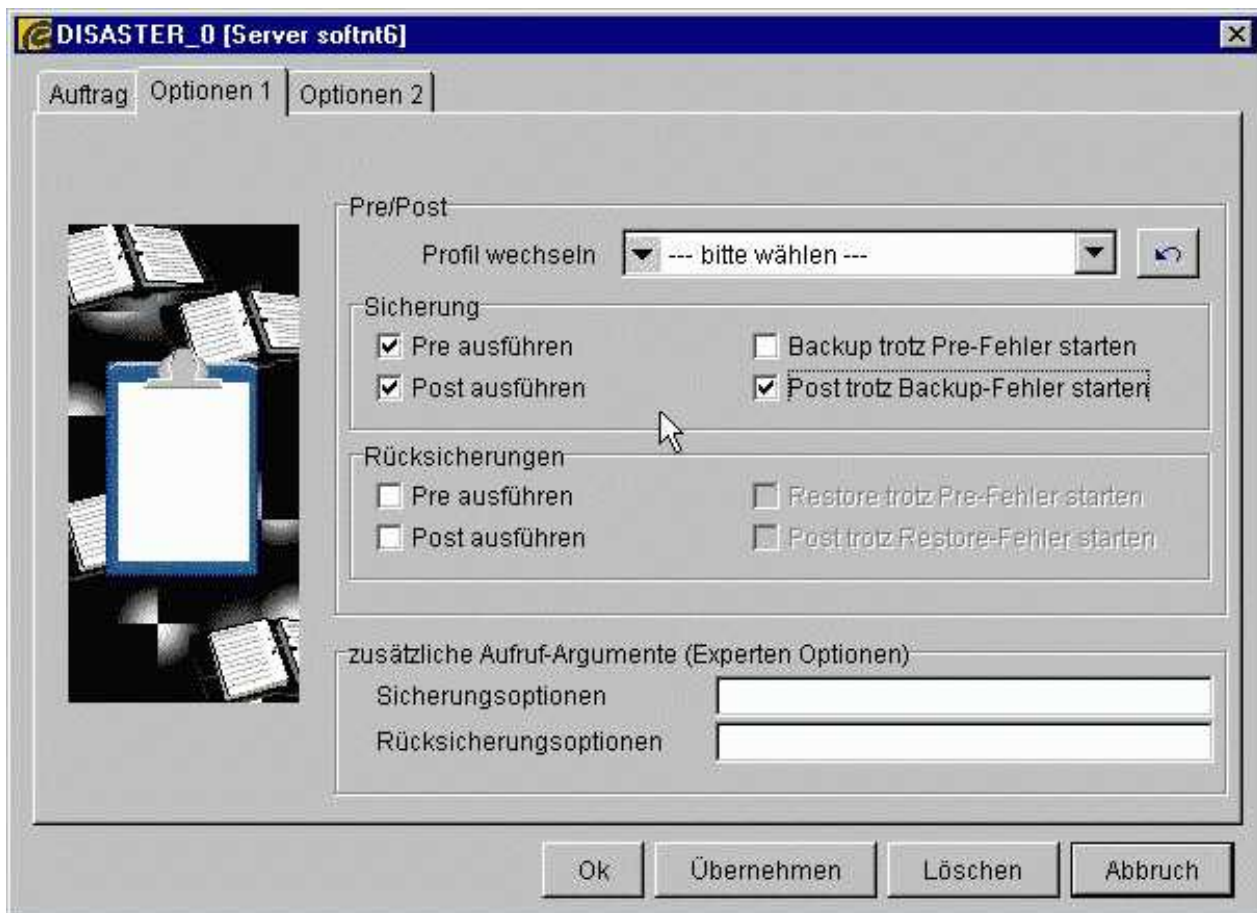 DISASTER_0 [Server softnt6]
Auftrag Optionen 1 Optionen 2
Pre/Post
Profil wechseln --- bitte wählen ---
Sicherung
Pre ausführen Backup trotz Pre-Fehler starten
Post ausführen Post trotz Backup-Fehler starten
Rücksicherungen
Pre ausführen Restore trotz Pre-Fehler starten
Post ausführen Post trotz Restore-Fehler starten
zusätzliche Aufruf-Argumente (Experten Optionen)
Sicherungsoptionen
Rücksicherungsoptionen
Ok Übernehmen Löschen Abbruch